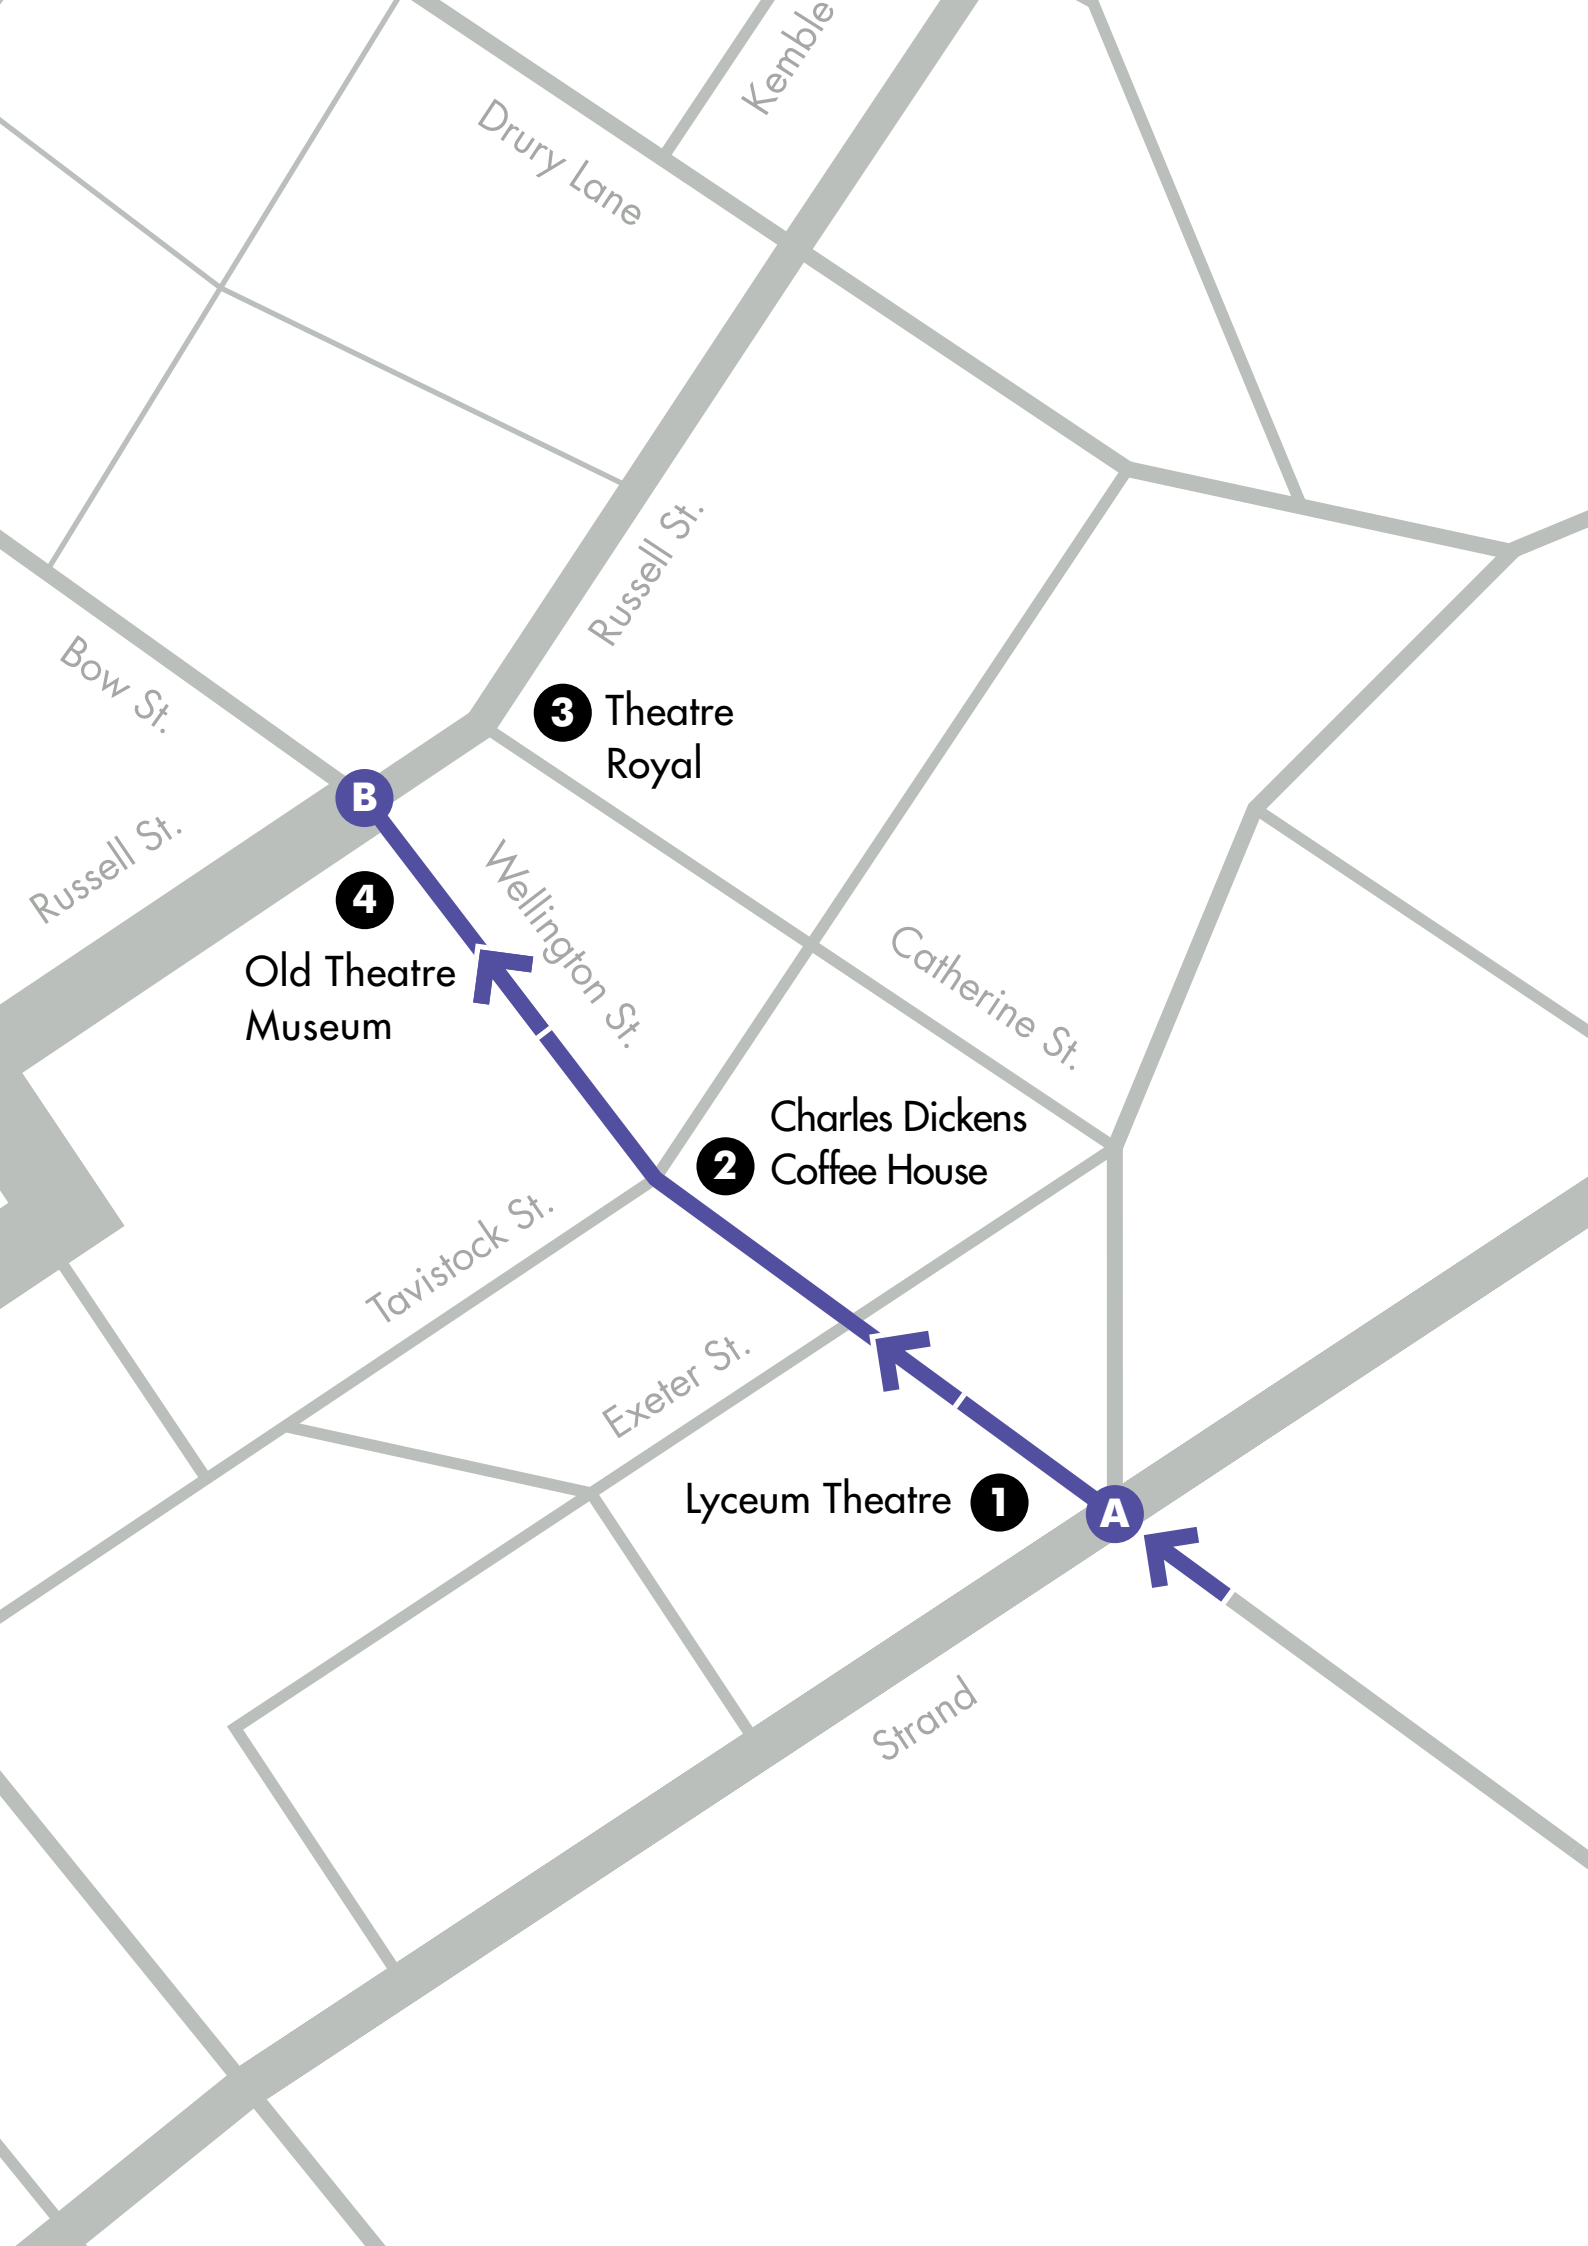 Kemble
Drury Lane
Russell St.
Bow St.
3 Theatre
Royal
B
Russell St.
Wellington St.
4
Old Theatre
Museum
Catherine St.
Charles Dickens
2 Coffee House
Tavistock St.
Exeter St.
Lyceum Theatre 1
A
Strand